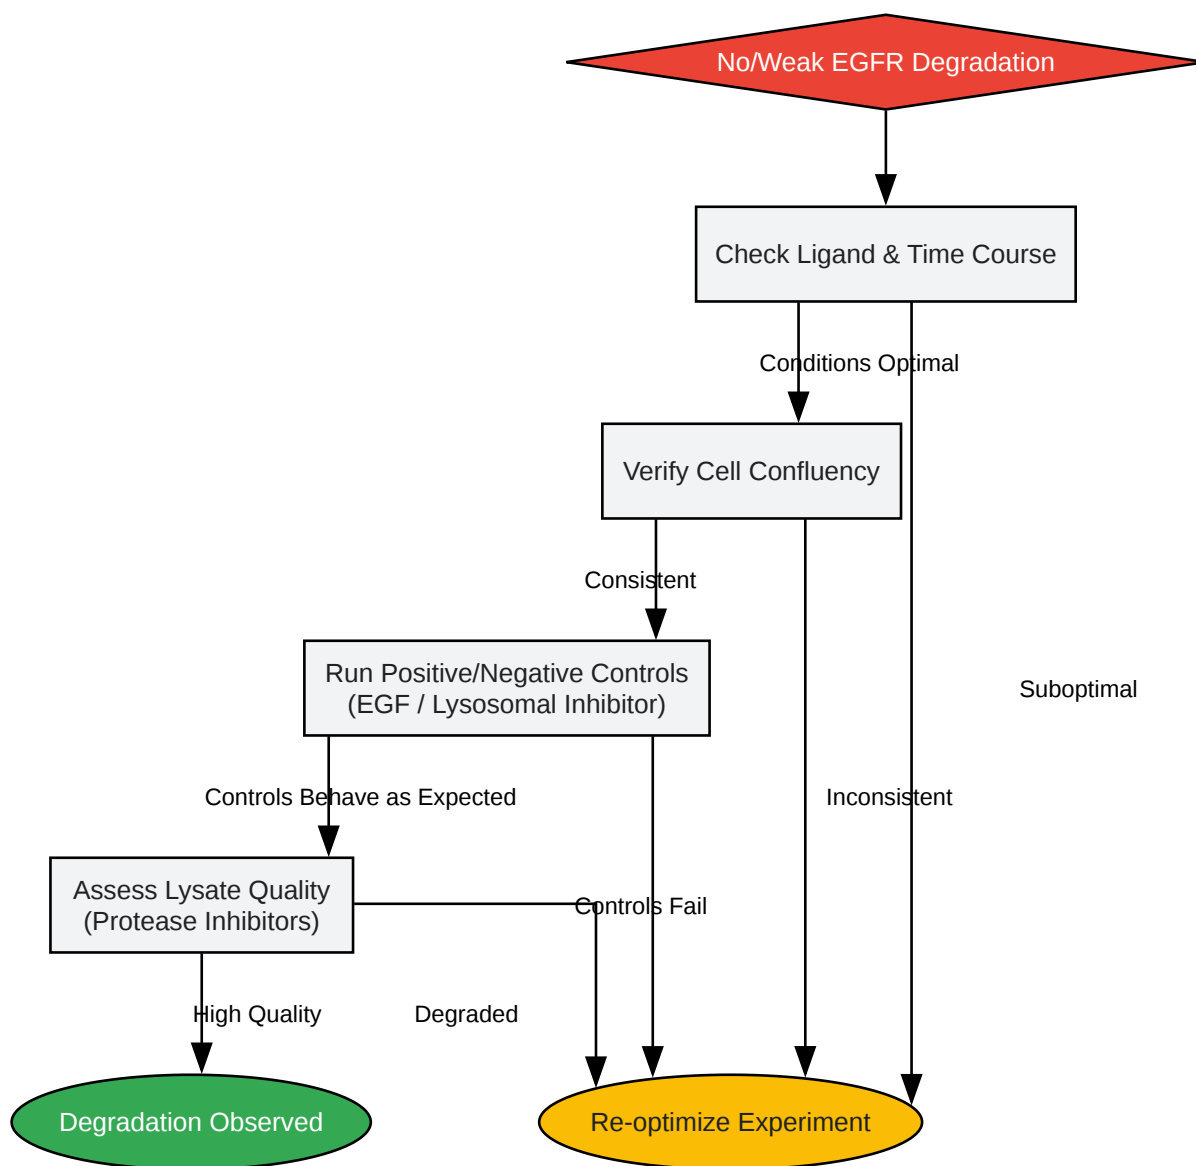 No/Weak EGFR Degradation
Check Ligand & Time Course
Conditions Optimal
Verify Cell Confluency
Consistent
Run Positive/Negative Controls
(EGF / Lysosomal Inhibitor)
Suboptimal
Controls Behave as Expected
Inconsistent
Assess Lysate Quality
(Protease Inhibitors)
Controls Fail
High Quality
Degraded
Degradation Observed
Re-optimize Experiment